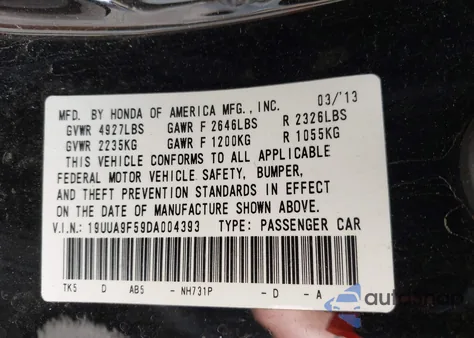 MFD. BY HONDA OF AMERICA MFG., INC. 03/'13
GVWR 4927LBS GAWR F 2646LBS R 2326LBS
GVWR 2235KG GAWR F 1200KG R 1055KG
THIS VEHICLE CONFORMS TO ALL APPLICABLE
FEDERAL MOTOR VEHICLE SAFETY, BUMPER,
AND THEFT PREVENTION STANDARDS IN EFFECT
ON THE DATE OF MANUFACTURE SHOWN ABOVE.
V.I.N.: 19UUA9F59DA004393 TYPE: PASSENGER CAR
TK5 D AB5 - NH731P - D - A
autosnap